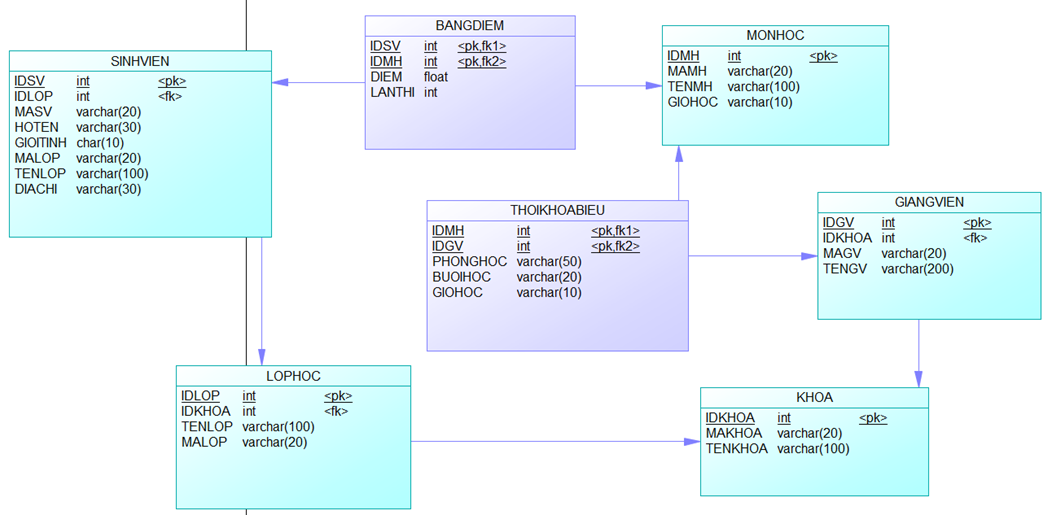 BANGDIEM
IDSV int <pk,fk1>
IDMH int <pk,fk2>
DIEM float
LANTHI int
MONHOC
IDMH int <pk>
MAMH varchar(20)
TENMH varchar(100)
GIOHOC varchar(10)
SINHVIEN
IDSV int <pk>
IDLOP int <fk>
MASV varchar(20)
HOTEN varchar(30)
GIOITINH char(10)
MALOP varchar(20)
TENLOP varchar(100)
DIACHI varchar(30)
THOIKHOABIEU
IDMH int <pk,fk1>
IDGV int <pk,fk2>
PHONGHOC varchar(50)
BUOIHOC varchar(20)
GIOHOC varchar(10)
GIANGVIEN
IDGV int <pk>
IDKHOA int <fk>
MAGV varchar(20)
TENGV varchar(200)
LOPHOC
IDLOP int <pk>
IDKHOA int <fk>
TENLOP varchar(100)
MALOP varchar(20)
KHOA
IDKHOA int <pk>
MAKHOA varchar(20)
TENKHOA varchar(100)